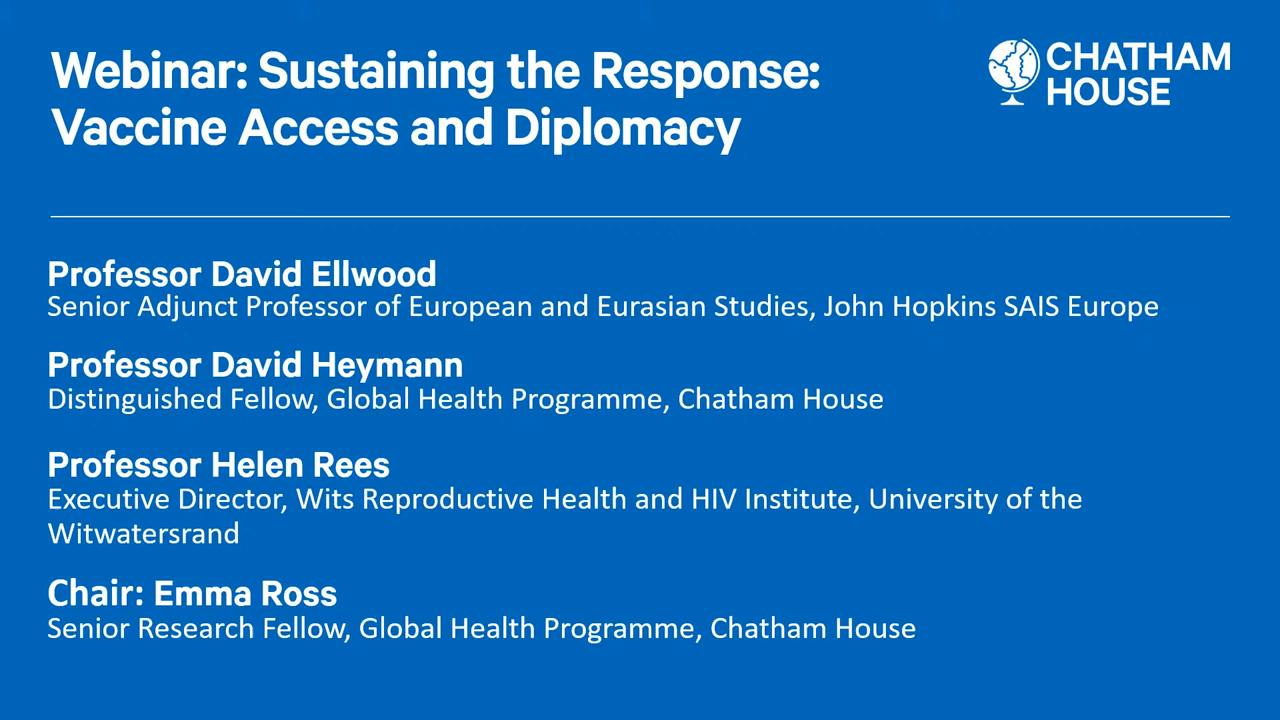 Webinar: Sustaining the Response:
Vaccine Access and Diplomacy
CHATHAM
HOUSE
Professor David Ellwood
Senior Adjunct Professor of European and Eurasian Studies, John Hopkins SAIS Europe
Professor David Heymann
Distinguished Fellow, Global Health Programme, Chatham House
Professor Helen Rees
Executive Director, Wits Reproductive Health and HIV Institute, University of the
Witwatersrand
Chair: Emma Ross
Senior Research Fellow, Global Health Programme, Chatham House